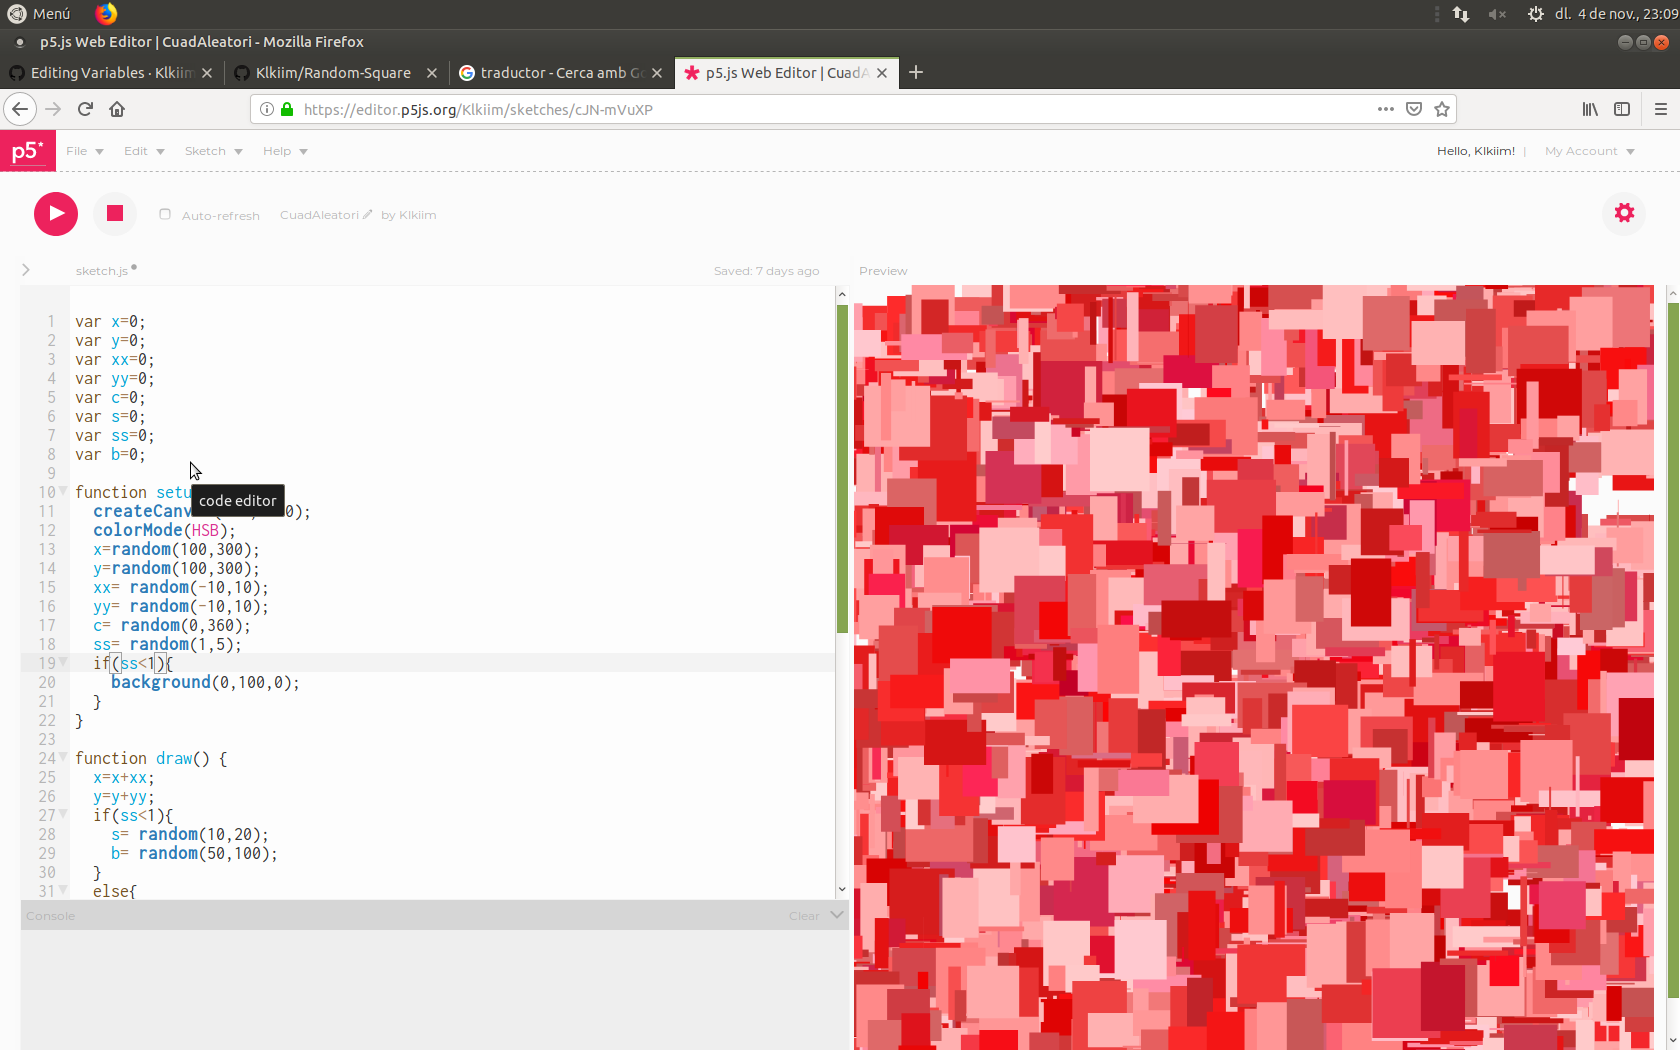 Menú
dl. 4 de nov., 23:09
p5.js Web Editor | CuadAleatori - Mozilla Firefox
Editing Variables · Klkiim
Klkiim/Random-Square
traductor - Cerca amb Go
p5.js Web Editor | CuadA
https://editor.p5js.org/Klkiim/sketches/cJN-mVuXP
p5*
File Edit Sketch Help
Hello, Klkiim! | My Account
Auto-refresh CuadAleatori by Klkiim
sketch.js Saved: 7 days ago Preview
1 var x=0;
2 var y=0;
3 var xx=0;
4 var yy=0;
5 var c=0;
6 var s=0;
7 var ss=0;
8 var b=0;
9
10 function setu
code editor
11 createCanv 0);
12 colorMode(HSB);
13 x=random(100,300);
14 y=random(100,300);
15 xx= random(-10,10);
16 yy= random(-10,10);
17 c= random(0,360);
18 ss= random(1,5);
19 if(ss<1){
20 background(0,100,0);
21 }
22 }
23
24 function draw() {
25 x=x+xx;
26 y=y+yy;
27 if(ss<1){
28 s= random(10,20);
29 b= random(50,100);
30 }
31 else{
Console Clear